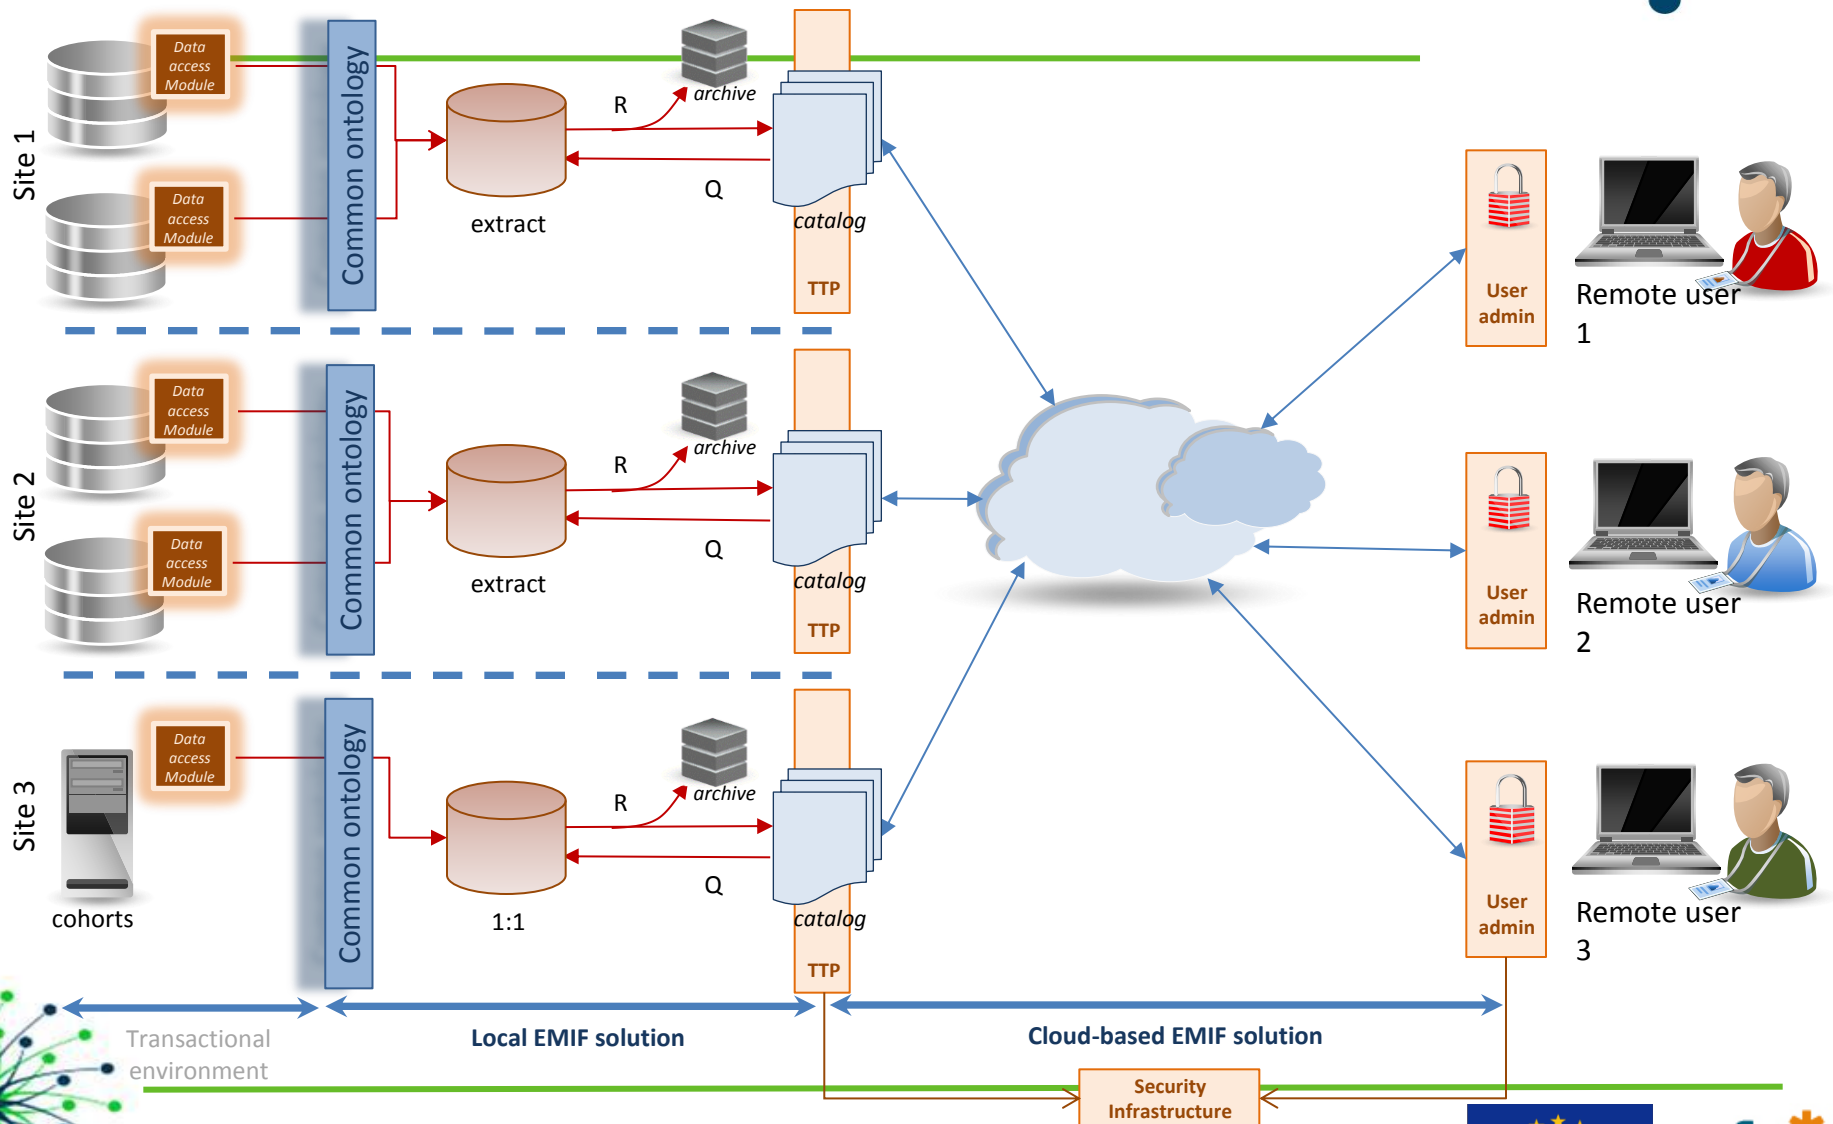 Site 1
Data
access
Module
Data
access
Module
Common ontology
extract
R
archive
Q
catalog
TTP
User
admin
Remote user
1
Site 2
Data
access
Module
Data
access
Module
Common ontology
extract
R
archive
Q
catalog
TTP
User
admin
Remote user
2
Site 3
cohorts
Data
access
Module
Common ontology
1:1
R
archive
Q
catalog
TTP
User
admin
Remote user
3
Transactional
environment
Local EMIF solution
Cloud-based EMIF solution
Security
Infrastructure